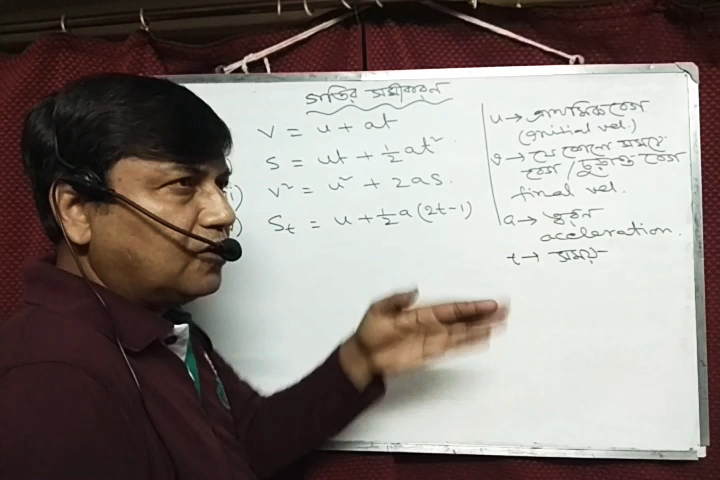 গতির সমীকরণ
v = u + at
s = ut + ½at²
i) v² = u² + 2as.
) St = u + ½a(2t-1)
u → প্রাথমিক বেগ
(initial vel.)
v → যে কোনো সময়ে
বেগ / চূড়ান্ত বেগ
final vel.
a → ত্বরণ
acceleration.
t → সময়